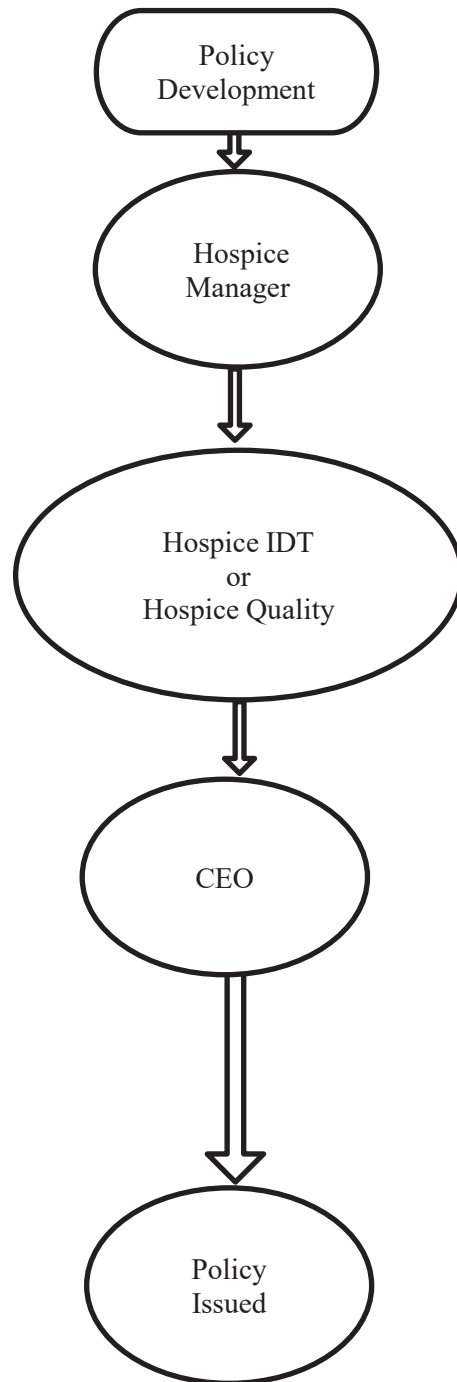 Policy
Development
Hospice
Manager
Hospice IDT
or
Hospice Quality
CEO
Policy
Issued